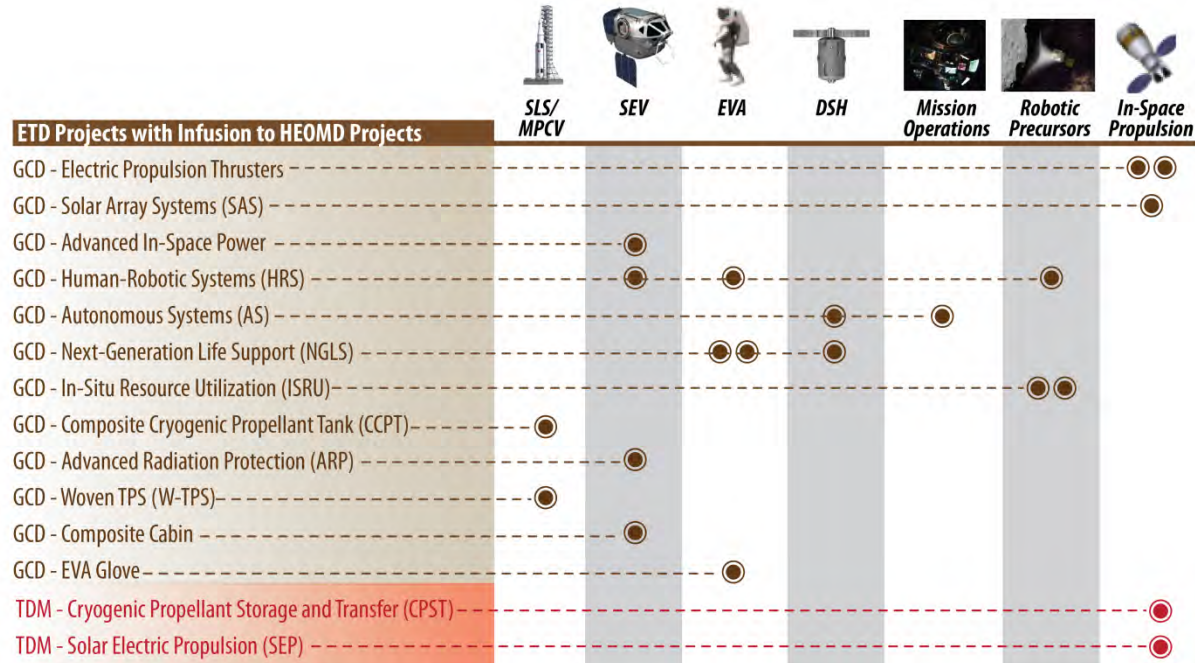 SLS/
MPCV
SEV
EVA
DSH
Mission
Operations
Robotic
Precursors
In-Space
Propulsion
ETD Projects with Infusion to HEOMD Projects
GCD - Electric Propulsion Thrusters
GCD - Solar Array Systems (SAS)
GCD - Advanced In-Space Power
GCD - Human-Robotic Systems (HRS)
GCD - Autonomous Systems (AS)
GCD - Next-Generation Life Support (NGLS)
GCD - In-Situ Resource Utilization (ISRU)
GCD - Composite Cryogenic Propellant Tank (CCPT)
GCD - Advanced Radiation Protection (ARP)
GCD - Woven TPS (W-TPS)
GCD - Composite Cabin
GCD - EVA Glove
TDM - Cryogenic Propellant Storage and Transfer (CPST)
TDM - Solar Electric Propulsion (SEP)